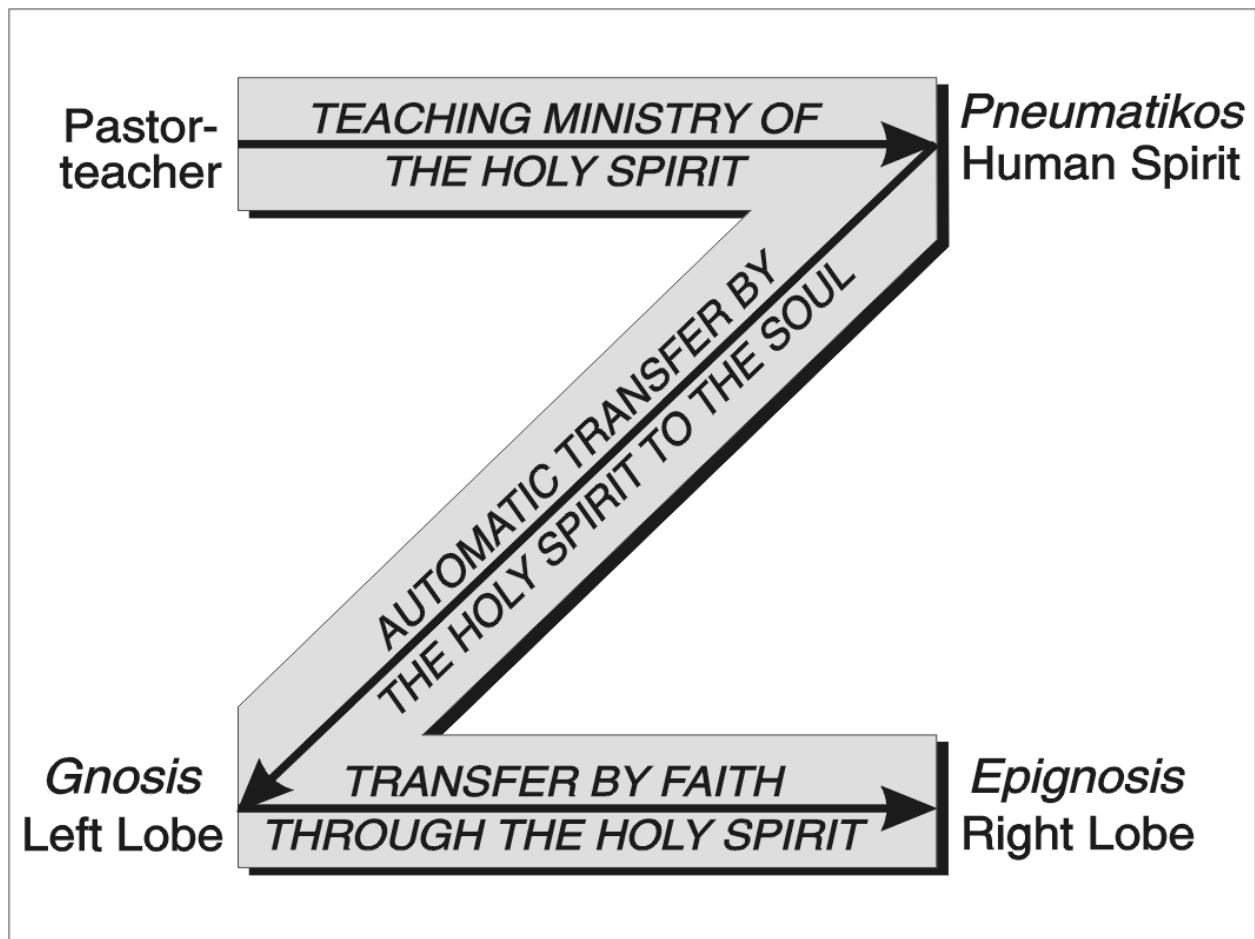 Pastor-
teacher
TEACHING MINISTRY OF
THE HOLY SPIRIT
Pneumatikos
Human Spirit
AUTOMATIC TRANSFER BY
THE HOLY SPIRIT TO THE SOUL
Gnosis
Left Lobe
TRANSFER BY FAITH
THROUGH THE HOLY SPIRIT
Epignosis
Right Lobe